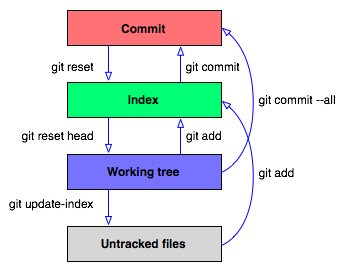 Commit
git reset
git commit
Index
git commit --all
git reset head
git add
Working tree
git add
git update-index
Untracked files